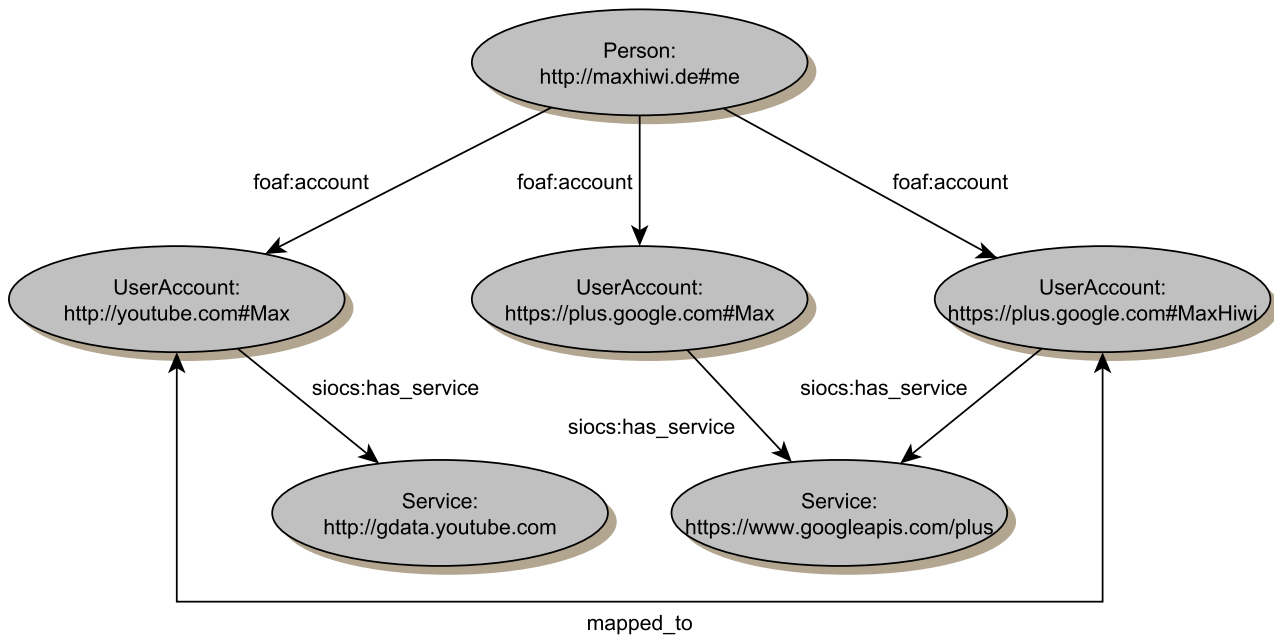 Person:
http://maxhiwi.de#me
foaf:account
foaf:account
foaf:account
UserAccount:
http://youtube.com#Max
UserAccount:
https://plus.google.com#Max
UserAccount:
https://plus.google.com#MaxHiwi
siocs:has_service
siocs:has_service
siocs:has_service
Service:
http://gdata.youtube.com
Service:
https://www.googleapis.com/plus
mapped_to